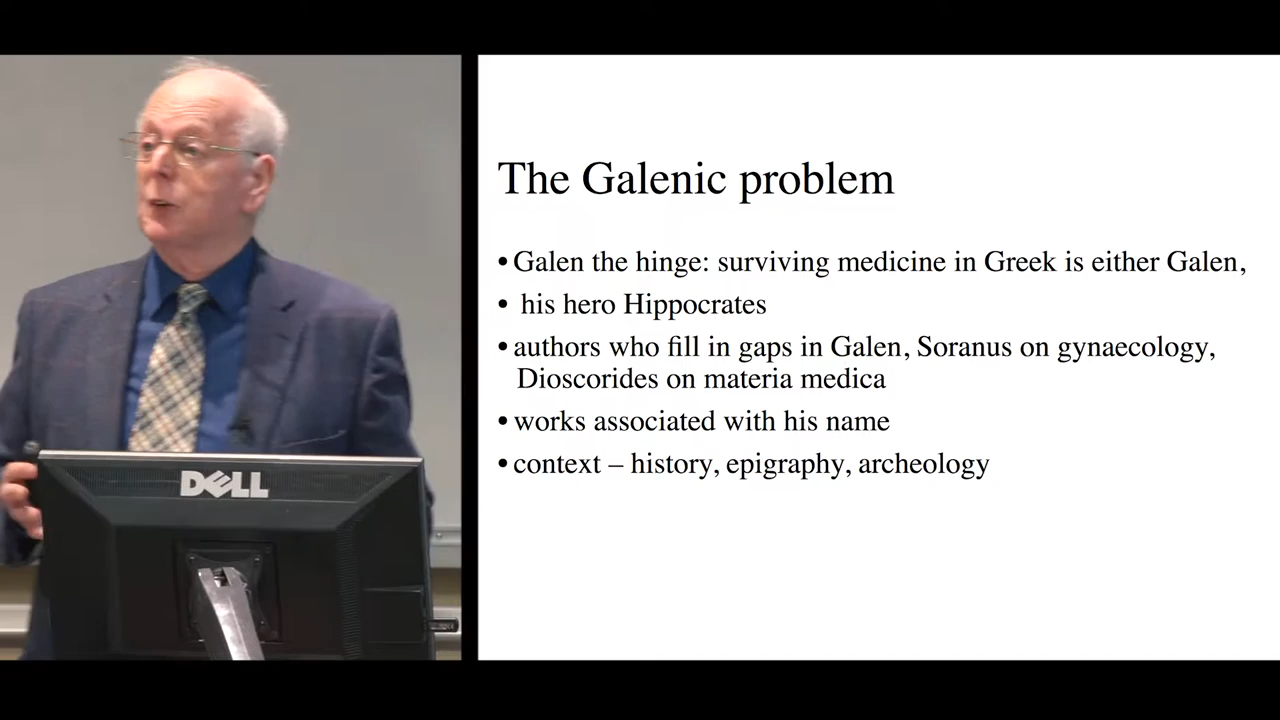 The Galenic problem
• Galen the hinge: surviving medicine in Greek is either Galen,
• his hero Hippocrates
• authors who fill in gaps in Galen, Soranus on gynaecology,
Dioscorides on materia medica
• works associated with his name
• context – history, epigraphy, archeology
DELL